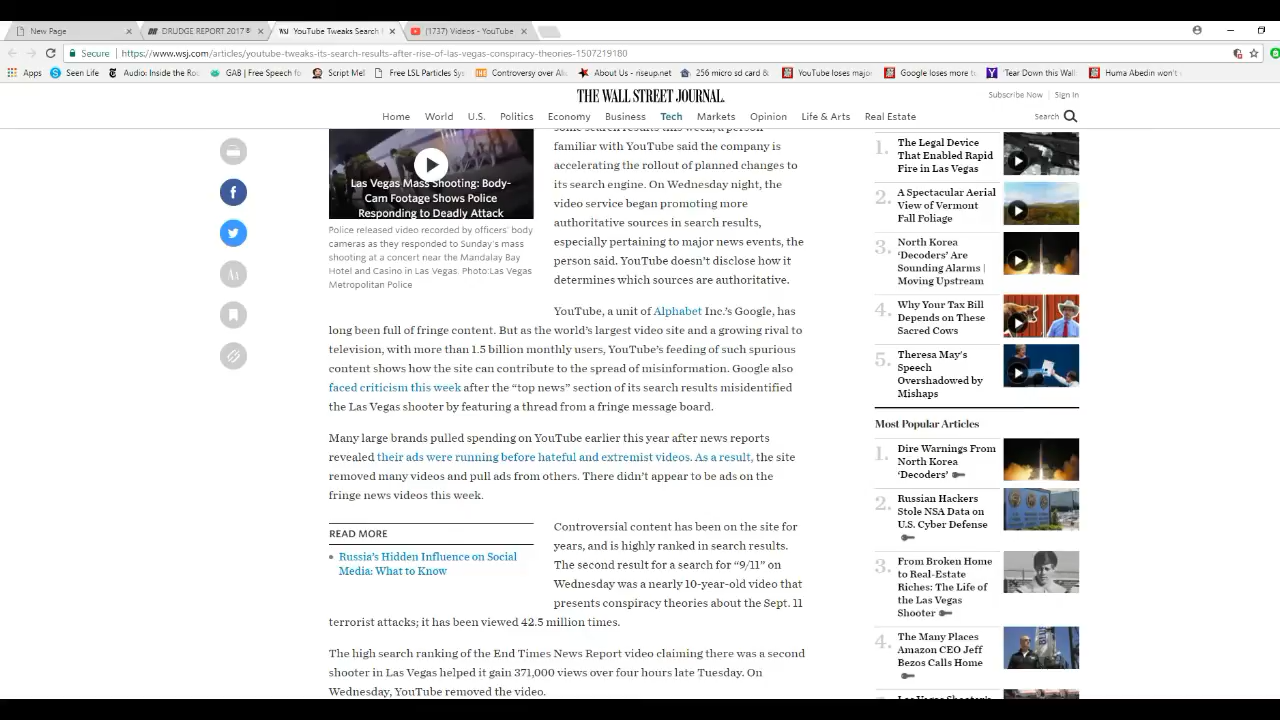 New Page
DRUDGE REPORT 2017®
WSJ YouTube Tweaks Search
(1737) Videos - YouTube
Secure https://www.wsj.com/articles/youtube-tweaks-its-search-results-after-rise-of-las-vegas-conspiracy-theories-1507219180
Apps Seen Life Audio: Inside the Ro GAB | Free Speech fo Script Mel Free LSL Particles Sys Controversy over Ali About Us - riseup.net 256 micro sd card & YouTube loses major Google loses more to 'Tear Down this Wall Huma Abedin won't
THE WALL STREET JOURNAL.
Subscribe Now Sign In
Home World U.S. Politics Economy Business Tech Markets Opinion Life & Arts Real Estate
Search
Las Vegas Mass Shooting: Body-
Cam Footage Shows Police
Responding to Deadly Attack
Police released video recorded by officers' body
cameras as they responded to Sunday's mass
shooting at a concert near the Mandalay Bay
Hotel and Casino in Las Vegas. Photo:Las Vegas
Metropolitan Police
some search results this week, a person
familiar with YouTube said the company is
accelerating the rollout of planned changes to
its search engine. On Wednesday night, the
video service began promoting more
authoritative sources in search results,
especially pertaining to major news events, the
person said. YouTube doesn't disclose how it
determines which sources are authoritative.
YouTube, a unit of Alphabet Inc.'s Google, has
long been full of fringe content. But as the world's largest video site and a growing rival to
television, with more than 1.5 billion monthly users, YouTube's feeding of such spurious
content shows how the site can contribute to the spread of misinformation. Google also
faced criticism this week after the "top news" section of its search results misidentified
the Las Vegas shooter by featuring a thread from a fringe message board.
Many large brands pulled spending on YouTube earlier this year after news reports
revealed their ads were running before hateful and extremist videos. As a result, the site
removed many videos and pull ads from others. There didn't appear to be ads on the
fringe news videos this week.
READ MORE
Russia's Hidden Influence on Social
Media: What to Know
Controversial content has been on the site for
years, and is highly ranked in search results.
The second result for a search for "9/11" on
Wednesday was a nearly 10-year-old video that
presents conspiracy theories about the Sept. 11
terrorist attacks; it has been viewed 42.5 million times.
The high search ranking of the End Times News Report video claiming there was a second
shooter in Las Vegas helped it gain 371,000 views over four hours late Tuesday. On
Wednesday, YouTube removed the video.
1. The Legal Device
That Enabled Rapid
Fire in Las Vegas
2. A Spectacular Aerial
View of Vermont
Fall Foliage
3. North Korea
'Decoders' Are
Sounding Alarms |
Moving Upstream
4. Why Your Tax Bill
Depends on These
Sacred Cows
5. Theresa May's
Speech
Overshadowed by
Mishaps
Most Popular Articles
1. Dire Warnings From
North Korea
'Decoders'
2. Russian Hackers
Stole NSA Data on
U.S. Cyber Defense
3. From Broken Home
to Real-Estate
Riches: The Life of
the Las Vegas
Shooter
4. The Many Places
Amazon CEO Jeff
Bezos Calls Home
Las Vegas Shooter's